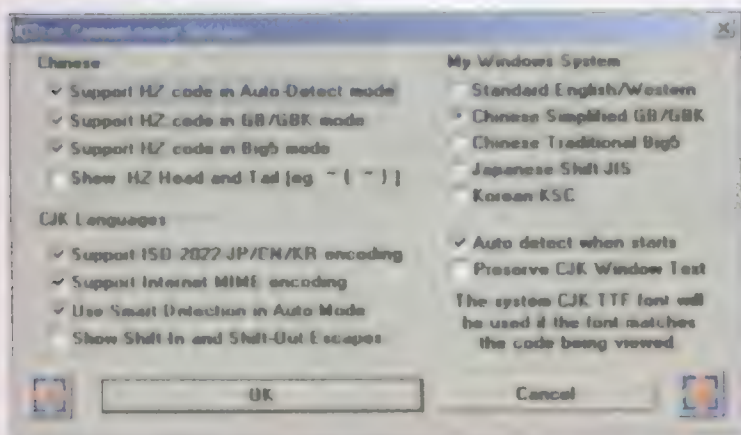 Chinese
Support HZ code in Auto-Detect mode
Support HZ code in GB/GBK mode
Support HZ code in Big5 mode
Show HZ Head and Tail (eg. ~{ ~} )
CJK Languages
Support ISO-2022 JP/CN/KR encoding
Support Internet MIME encoding
Use Smart Detection in Auto Mode
Show Shift-In and Shift-Out Escapes
My Windows System
Standard English/Western
Chinese Simplified GB/GBK
Chinese Traditional Big5
Japanese Shift JIS
Korean KSC
Auto detect when starts
Preserve CJK Window Text
The system CJK TTF font will
be used if the font matches
the code being viewed
OK
Cancel